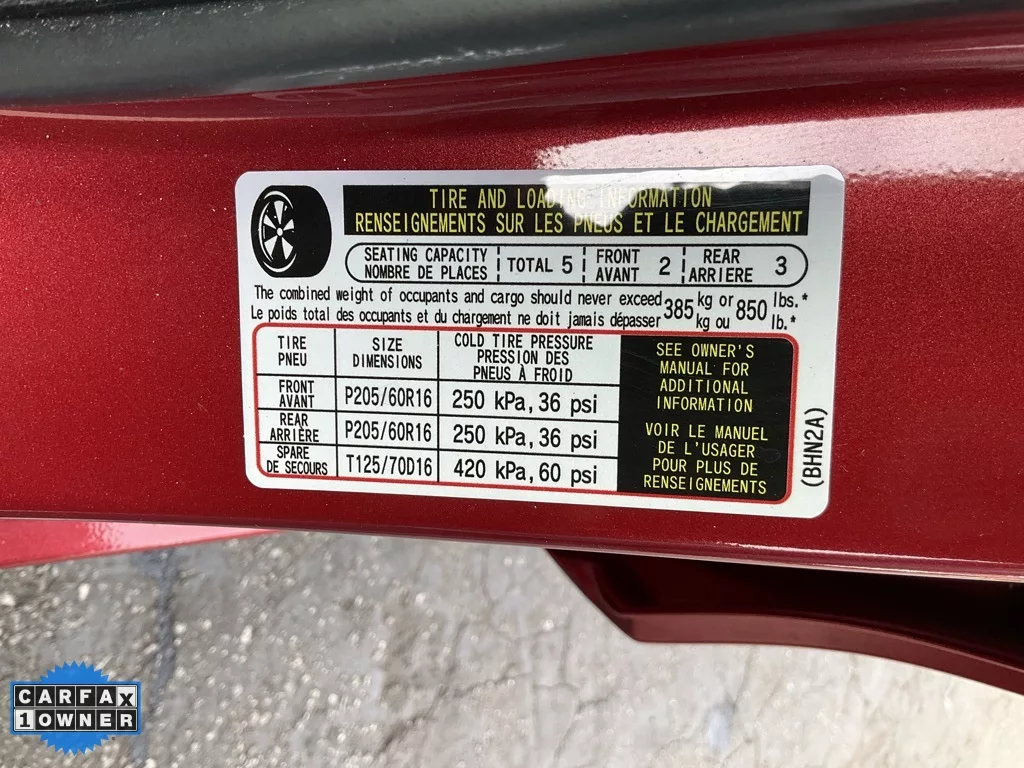 TIRE AND LOADING INFORMATION
RENSEIGNEMENTS SUR LES PNEUS ET LE CHARGEMENT
SEATING CAPACITY
NOMBRE DE PLACES
TOTAL 5
FRONT
AVANT
2
REAR
ARRIERE
3
The combined weight of occupants and cargo should never exceed 385 kg or 850 lbs.*
Le poids total des occupants et du chargement ne doit jamais dépasser 385 kg ou 850 lb.*
TIRE
PNEU
SIZE
DIMENSIONS
COLD TIRE PRESSURE
PRESSION DES
PNEUS À FROID
FRONT
AVANT
P205/60R16
250 kPa, 36 psi
REAR
ARRIÈRE
P205/60R16
250 kPa, 36 psi
SPARE
DE SECOURS
T125/70D16
420 kPa, 60 psi
SEE OWNER'S
MANUAL FOR
ADDITIONAL
INFORMATION
VOIR LE MANUEL
DE L'USAGER
POUR PLUS DE
RENSEIGNEMENTS
(BHN2A)
CARFAX
1 OWNER